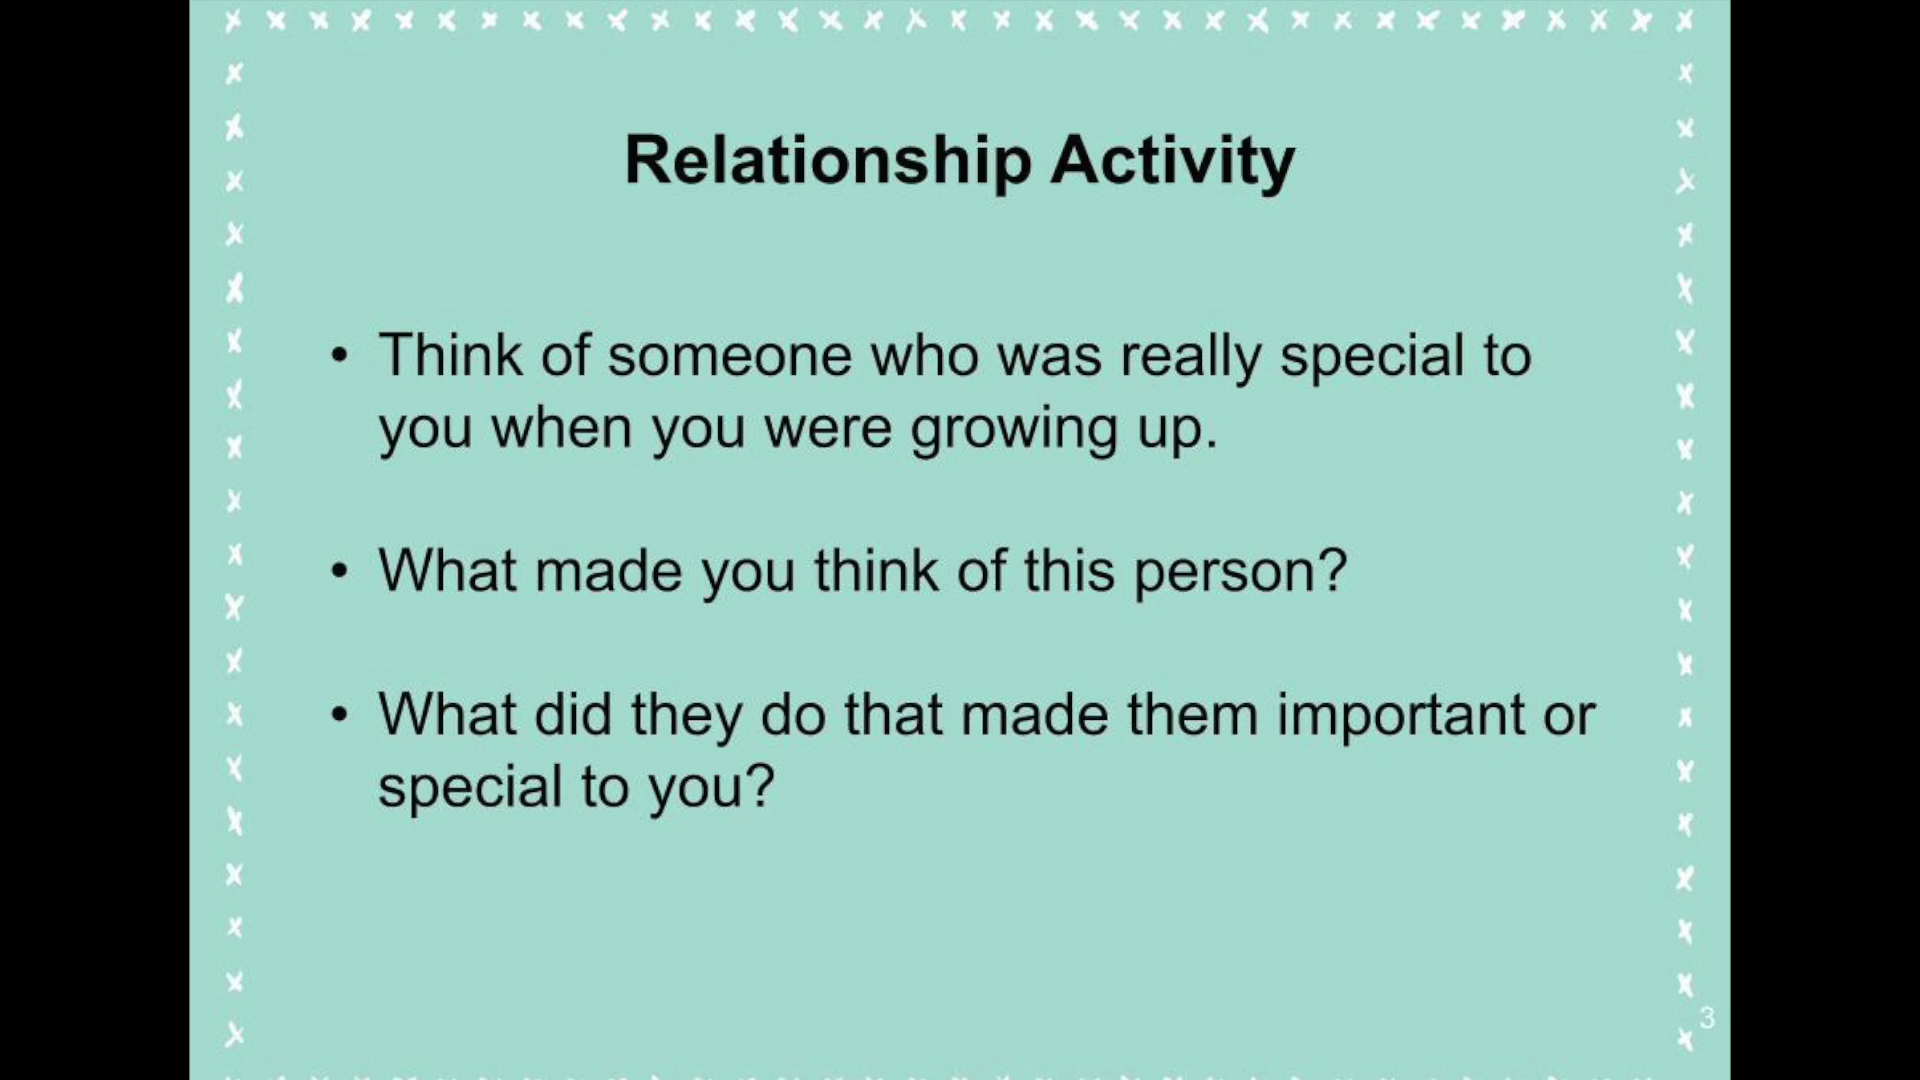 Relationship Activity
• Think of someone who was really special to
you when you were growing up.
• What made you think of this person?
• What did they do that made them important or
special to you?
3